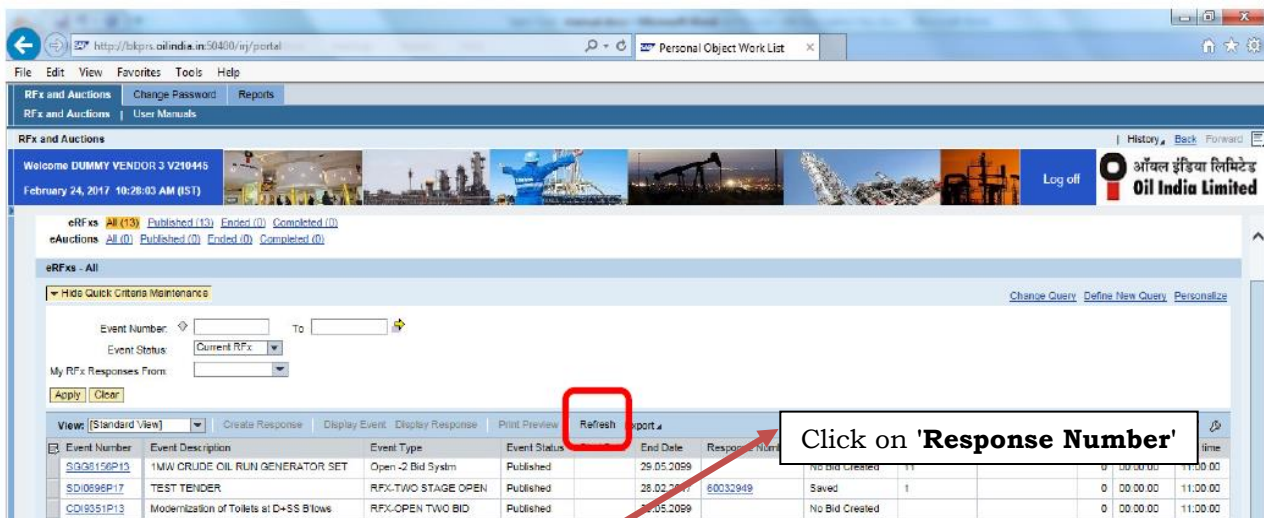 http://bkprs.oilindia.in:50400/irj/portal
Personal Object Work List
File Edit View Favorites Tools Help
RFx and Auctions Change Password Reports
RFx and Auctions | User Manuals
RFx and Auctions | History Back Forward
Welcome DUMMY VENDOR 3 V210445
February 24, 2017 10:28:03 AM (IST)
Log off
ऑयल इंडिया लिमिटेड
Oil India Limited
eRFxs All (13) Published (13) Ended (0) Completed (0)
eAuctions All (0) Published (0) Ended (0) Completed (0)
eRFxs - All
Hide Quick Criteria Maintenance Change Query Define New Query Personalize
Event Number: To
Event Status: Current RFx
My RFx Responses From:
Apply Clear
View: [Standard View] Create Response Display Event Display Response Print Preview Refresh Export
Click on 'Response Number'
Event Number Event Description Event Type Event Status End Date Response time
SGG8156P13 1MW CRUDE OIL RUN GENERATOR SET Open -2 Bid Systm Published 29.05.2099 No Bid Created 11 0 00:00:00 11:00:00
SDI0696P17 TEST TENDER RFX-TWO STAGE OPEN Published 60032949 Saved 1 0 00:00:00 11:00:00
CDI9351P13 Modernization of Toilets at D+SS B'lows RFX-OPEN TWO BID Published No Bid Created 0 00:00:00 11:00:00